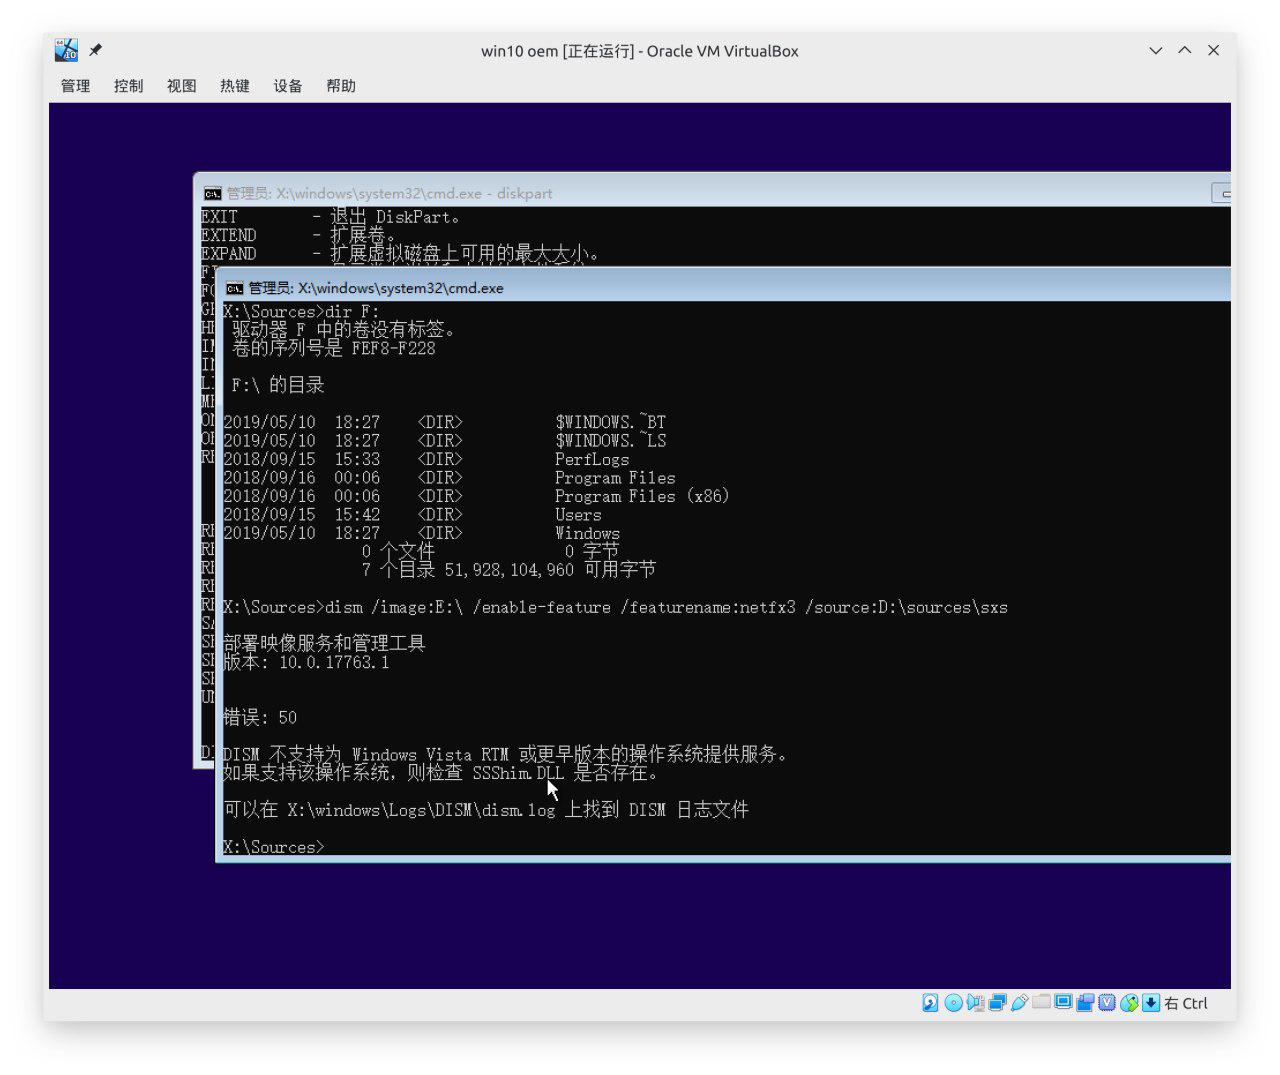 win10 oem [正在运行] - Oracle VM VirtualBox
管理 控制 视图 热键 设备 帮助
管理员: X:\windows\system32\cmd.exe - diskpart
EXIT - 退出 DiskPart。
EXTEND - 扩展卷。
EXPAND - 扩展虚拟磁盘上可用的最大大小。
管理员: X:\windows\system32\cmd.exe
X:\Sources>dir F:
驱动器 F 中的卷没有标签。
卷的序列号是 FEF8-F228
F:\ 的目录
2019/05/10 18:27 <DIR> $WINDOWS.~BT
2019/05/10 18:27 <DIR> $WINDOWS.~LS
2018/09/15 15:33 <DIR> PerfLogs
2018/09/16 00:06 <DIR> Program Files
2018/09/16 00:06 <DIR> Program Files (x86)
2018/09/15 15:42 <DIR> Users
2019/05/10 18:27 <DIR> Windows
0 个文件 0 字节
7 个目录 51,928,104,960 可用字节
X:\Sources>dism /image:E:\ /enable-feature /featurename:netfx3 /source:D:\sources\sxs
部署映像服务和管理工具
版本: 10.0.17763.1
错误: 50
DISM 不支持为 Windows Vista RTM 或更早版本的操作系统提供服务。
如果支持该操作系统，则检查 SSShim.DLL 是否存在。
可以在 X:\windows\Logs\DISM\dism.log 上找到 DISM 日志文件
X:\Sources>
右 Ctrl